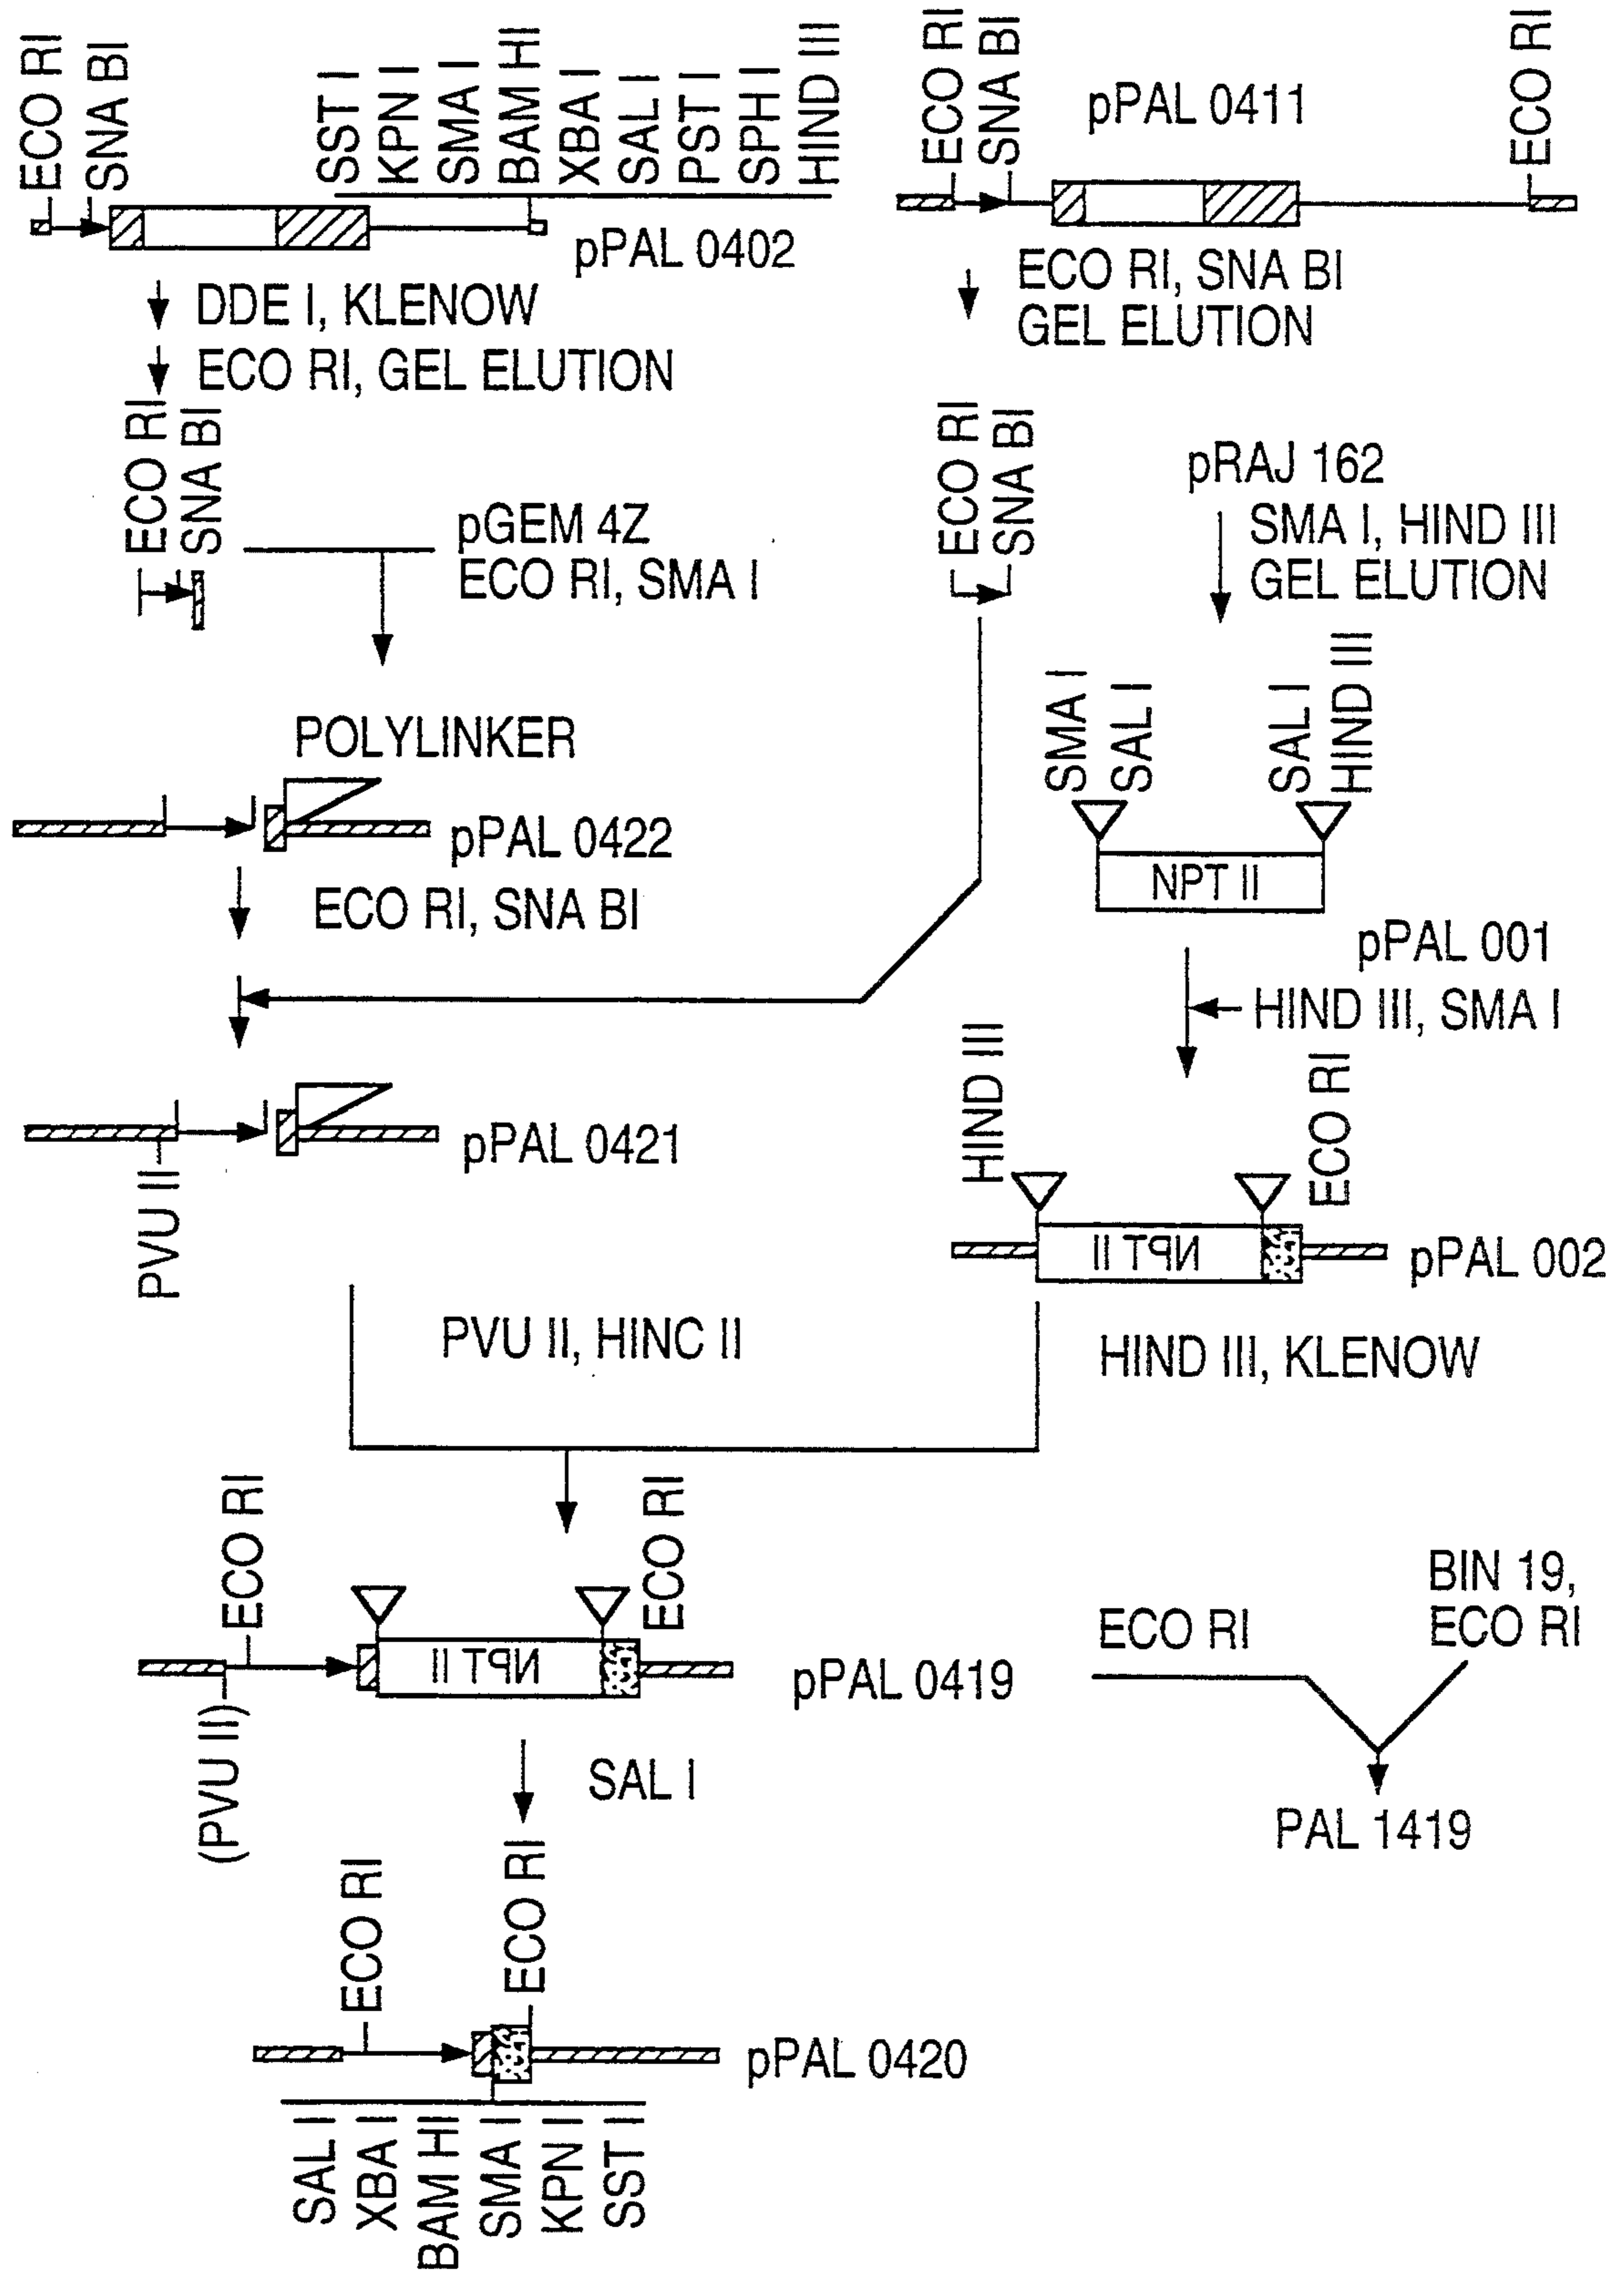 ECO RI
SNA BI
SST I
KPN I
SMA I
BAM HI
XBA I
SAL I
PST I
SPH I
HIND III
pPAL 0402
ECO RI
SNA BI
pPAL 0411
ECO RI
DDE I, KLENOW
ECO RI, GEL ELUTION
ECO RI, SNA BI
GEL ELUTION
ECO RI
SNA BI
pGEM 4Z
ECO RI, SMA I
ECO RI
SNA BI
pRAJ 162
SMA I, HIND III
GEL ELUTION
POLYLINKER
pPAL 0422
ECO RI, SNA BI
SMA I
SAL I
SAL I
HIND III
NPT II
pPAL 001
HIND III, SMA I
pPAL 0421
PVU II
HIND III
ECO RI
NPT II
pPAL 002
PVU II, HINC II
HIND III, KLENOW
ECO RI
ECO RI
NPT II
pPAL 0419
(PVU II)
SAL I
ECO RI
BIN 19,
ECO RI
PAL 1419
ECO RI
ECO RI
pPAL 0420
SAL I
XBA I
BAM HI
SMA I
KPN I
SST I